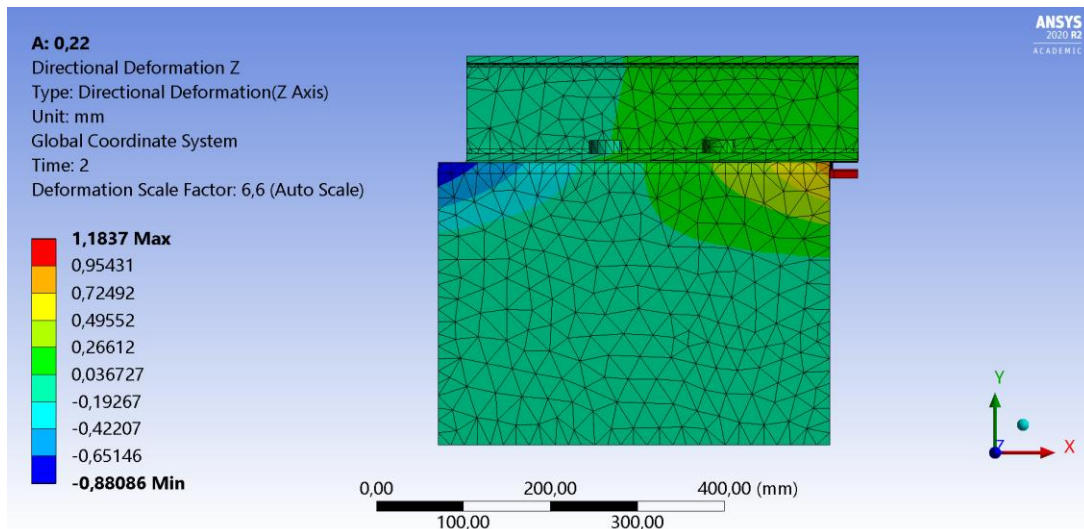 A: 0,22
Directional Deformation Z
Type: Directional Deformation(Z Axis)
Unit: mm
Global Coordinate System
Time: 2
Deformation Scale Factor: 6,6 (Auto Scale)
1,1837 Max
0,95431
0,72492
0,49552
0,26612
0,036727
-0,19267
-0,42207
-0,65146
-0,88086 Min
ANSYS
2020 R2
ACADEMIC
Y
Z
X
0,00 200,00 400,00 (mm)
100,00 300,00